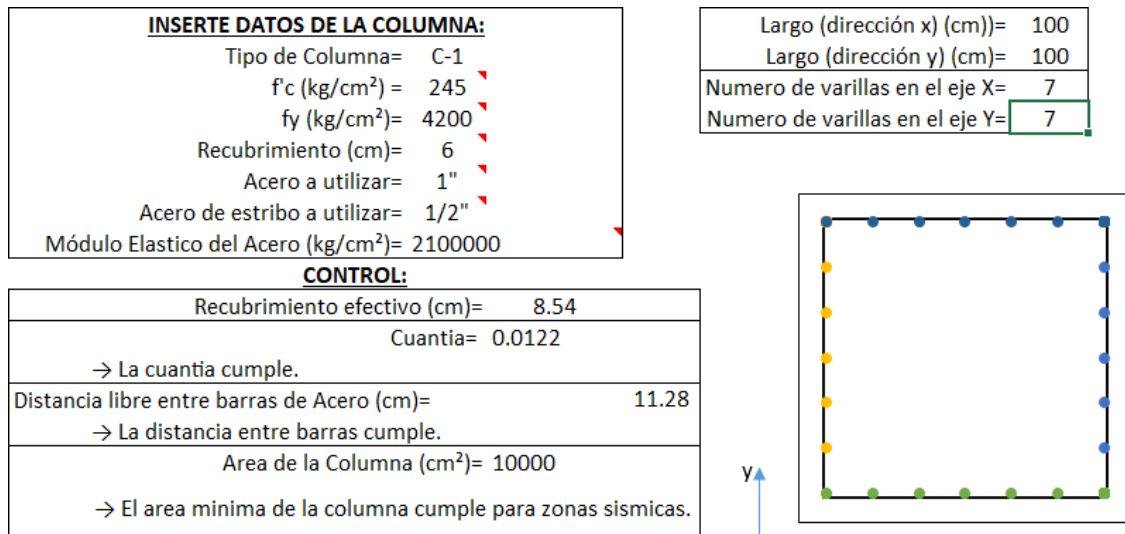 INSERTE DATOS DE LA COLUMNA:
Tipo de Columna= C-1
f'c (kg/cm²) = 245
fy (kg/cm²)= 4200
Recubrimiento (cm)= 6
Acero a utilizar= 1"
Acero de estribo a utilizar= 1/2"
Módulo Elastico del Acero (kg/cm²)= 2100000
CONTROL:
Recubrimiento efectivo (cm)= 8.54
Cuantia= 0.0122
→ La cuantia cumple.
Distancia libre entre barras de Acero (cm)= 11.28
→ La distancia entre barras cumple.
Area de la Columna (cm²)= 10000
→ El area minima de la columna cumple para zonas sismicas.
Largo (dirección x) (cm))= 100
Largo (dirección y) (cm)= 100
Numero de varillas en el eje X= 7
Numero de varillas en el eje Y= 7
y